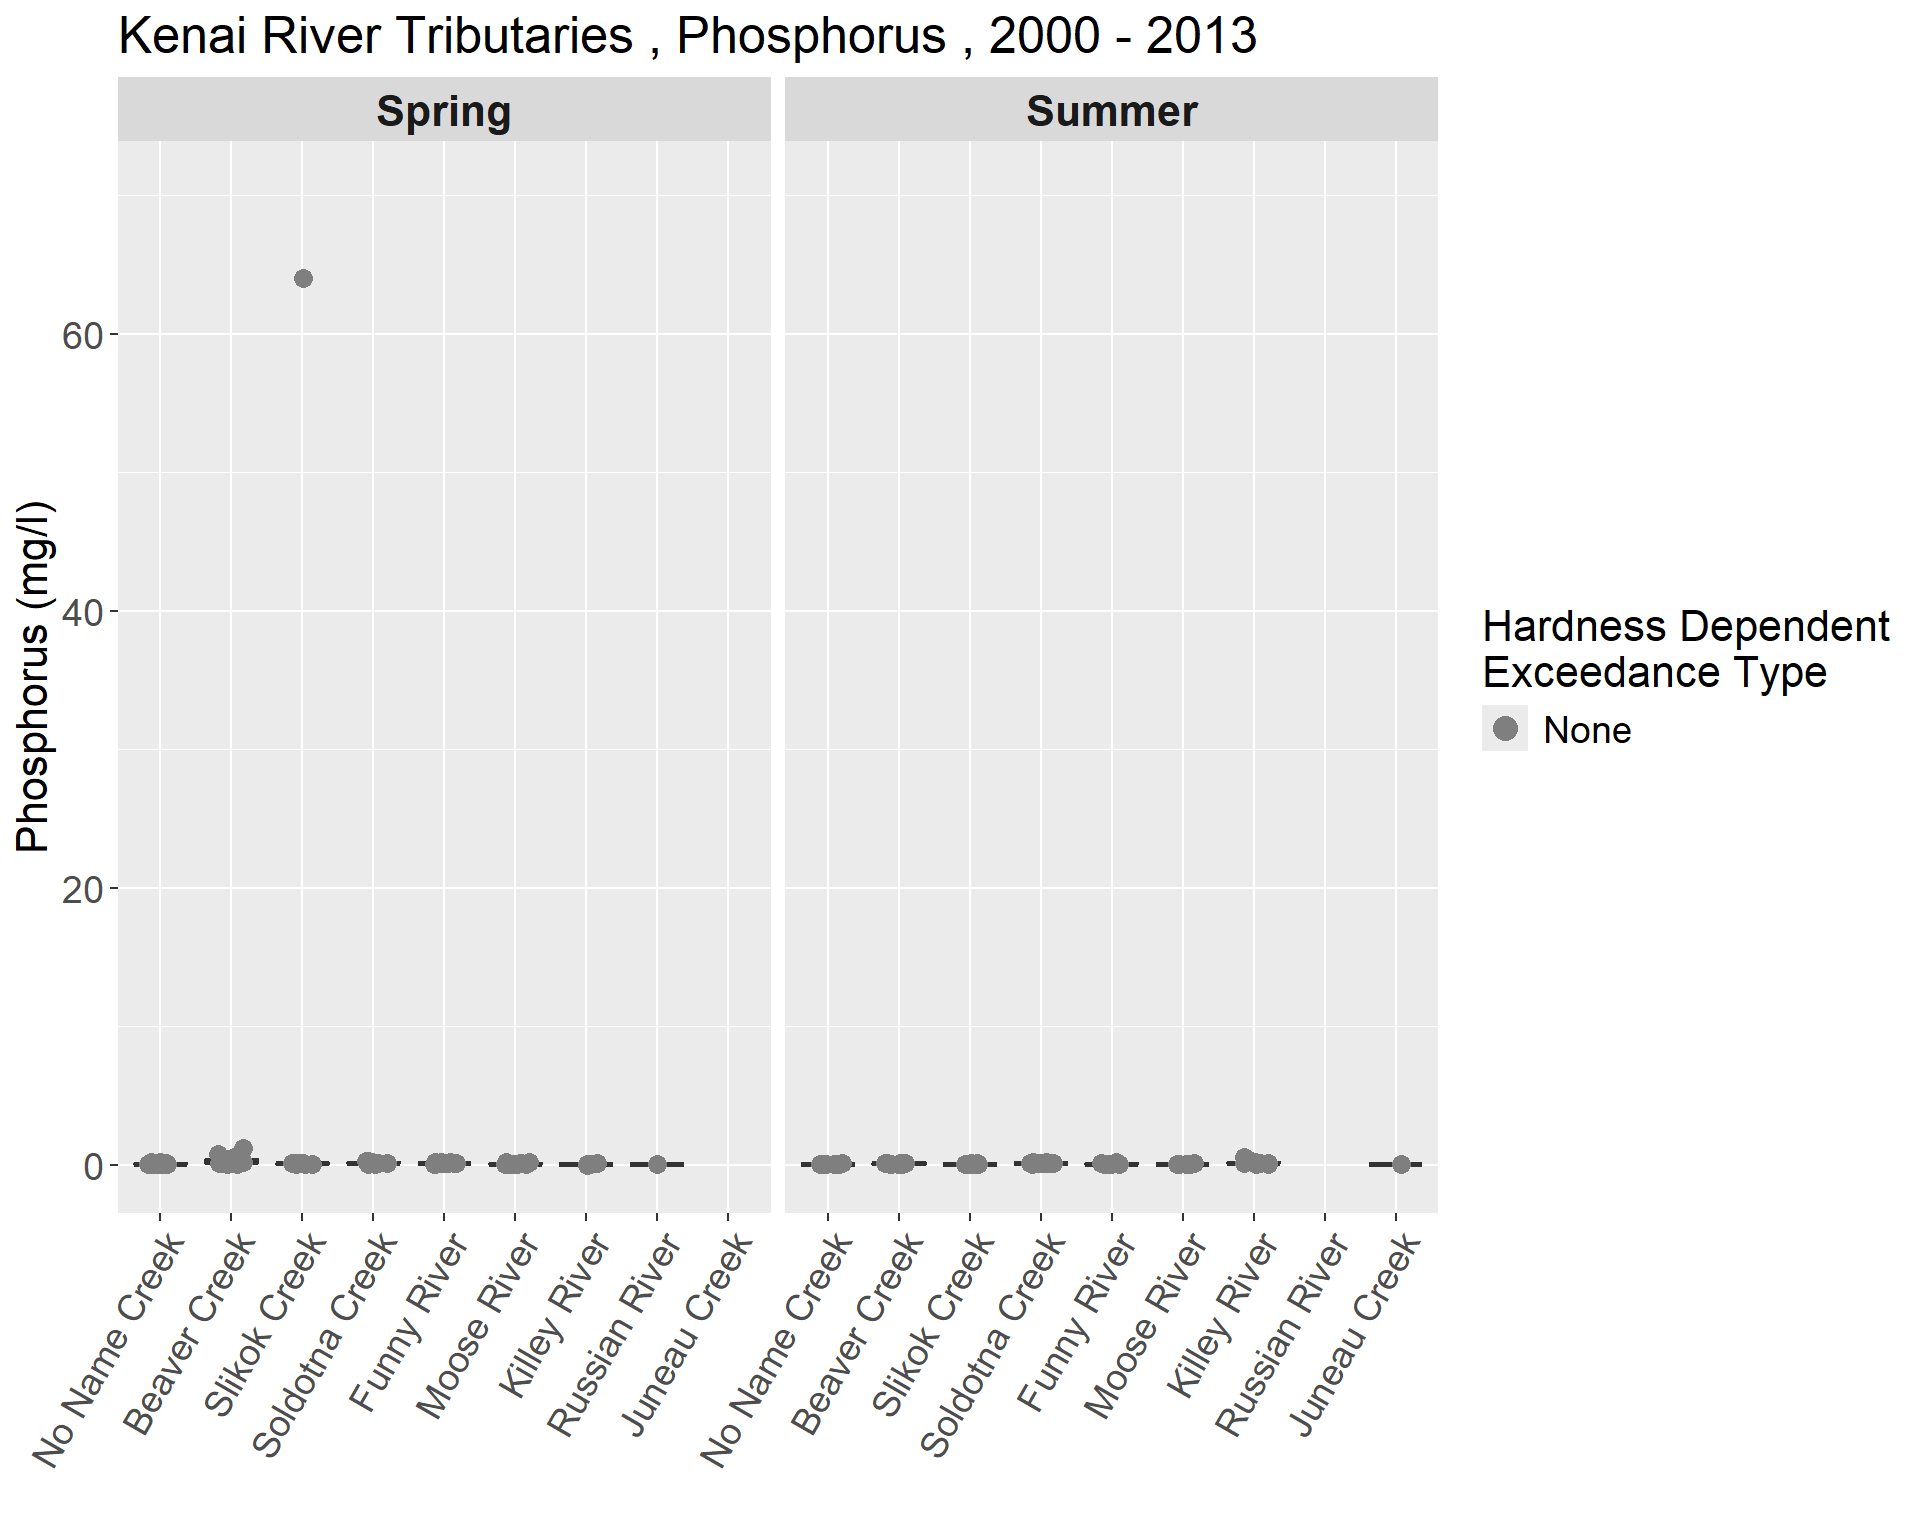 Kenai River Tributaries , Phosphorus , 2000 - 2013
Spring
Summer
Phosphorus (mg/l)
60
40
20
0
No Name Creek
Beaver Creek
Slikok Creek
Soldotna Creek
Funny River
Moose River
Killey River
Russian River
Juneau Creek
No Name Creek
Beaver Creek
Slikok Creek
Soldotna Creek
Funny River
Moose River
Killey River
Russian River
Juneau Creek
Hardness Dependent
Exceedance Type
None